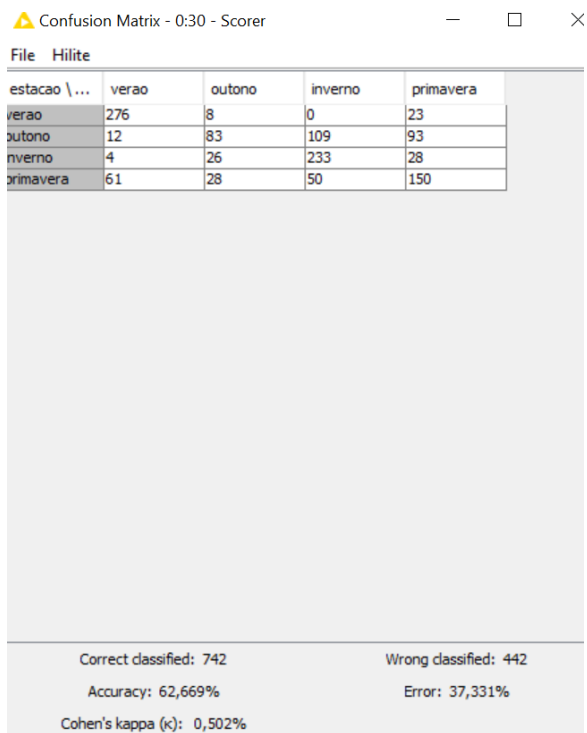 Confusion Matrix - 0:30 - Scorer
File Hilite
estacao \ ... verao outono inverno primavera
verao 276 8 0 23
outono 12 83 109 93
inverno 4 26 233 28
primavera 61 28 50 150
Correct classified: 742 Wrong classified: 442
Accuracy: 62,669% Error: 37,331%
Cohen's kappa (κ): 0,502%